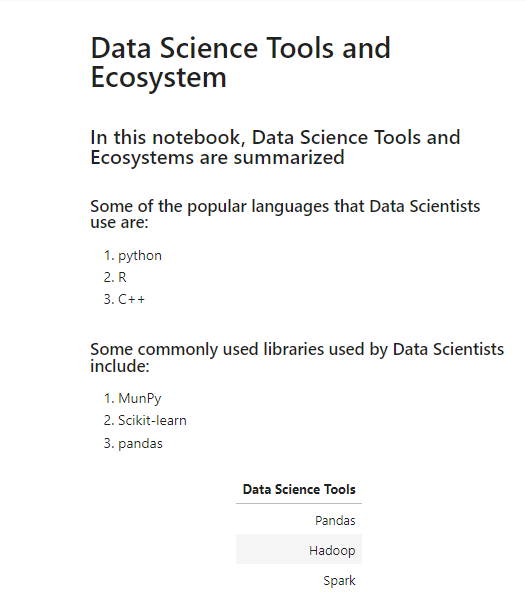 Data Science Tools and
Ecosystem
In this notebook, Data Science Tools and
Ecosystems are summarized
Some of the popular languages that Data Scientists
use are:
1. python
2. R
3. C++
Some commonly used libraries used by Data Scientists
include:
1. MunPy
2. Scikit-learn
3. pandas
Data Science Tools
Pandas
Hadoop
Spark